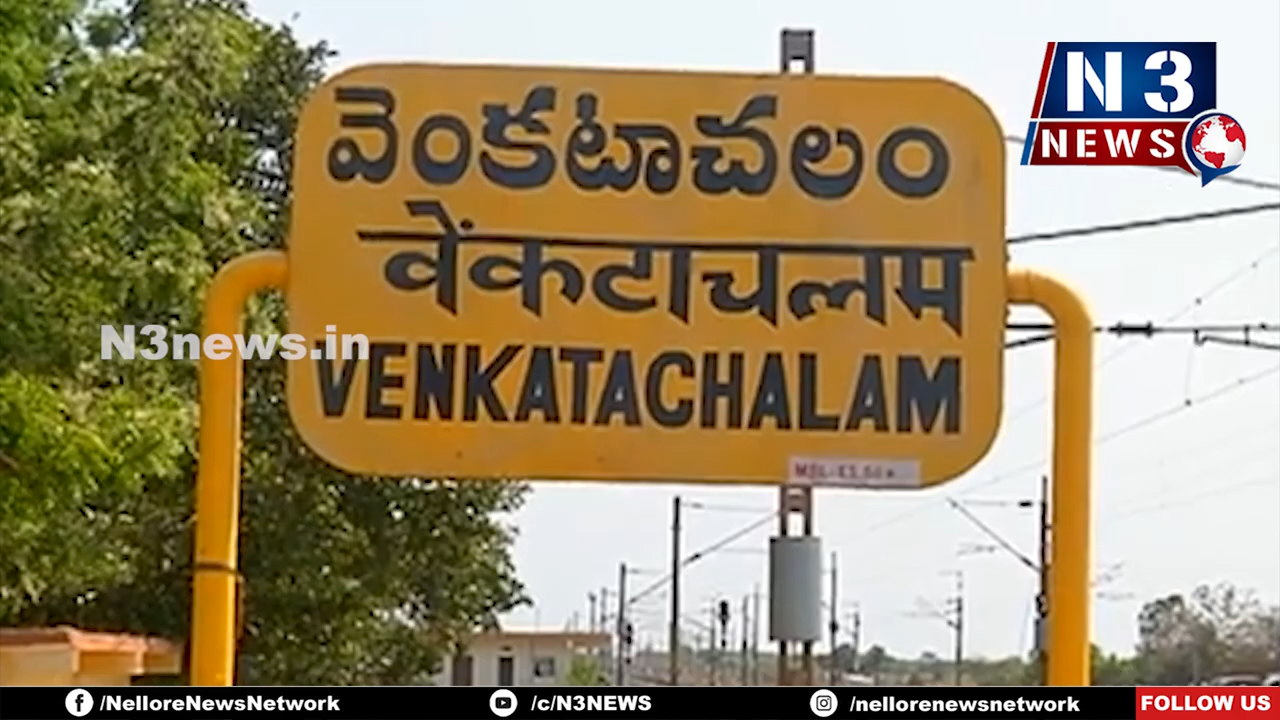 N3
NEWS
వెంకటాచలం
वेंकटाचलम
VENKATACHALAM
N3news.in
/NelloreNewsNetwork
/c/N3NEWS
/nellorenewsnetwork
FOLLOW US